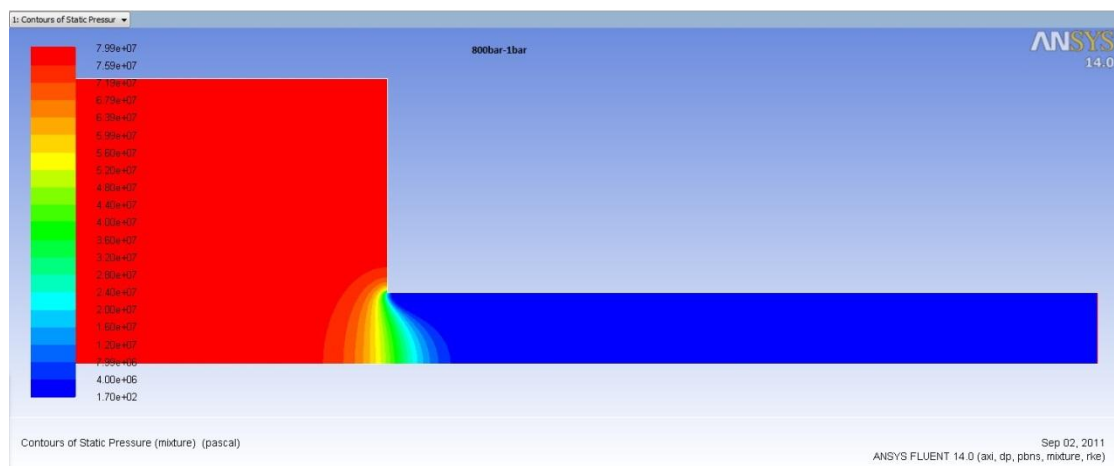 1: Contours of Static Pressur
800bar-1bar
ANSYS
14.0
7.99e+07
7.59e+07
7.19e+07
6.79e+07
6.39e+07
5.99e+07
5.60e+07
5.20e+07
4.80e+07
4.40e+07
4.00e+07
3.60e+07
3.20e+07
2.80e+07
2.40e+07
2.00e+07
1.60e+07
1.20e+07
7.99e+06
4.00e+06
1.70e+02
Contours of Static Pressure (mixture) (pascal)
Sep 02, 2011
ANSYS FLUENT 14.0 (axi, dp, pbns, mixture, rke)